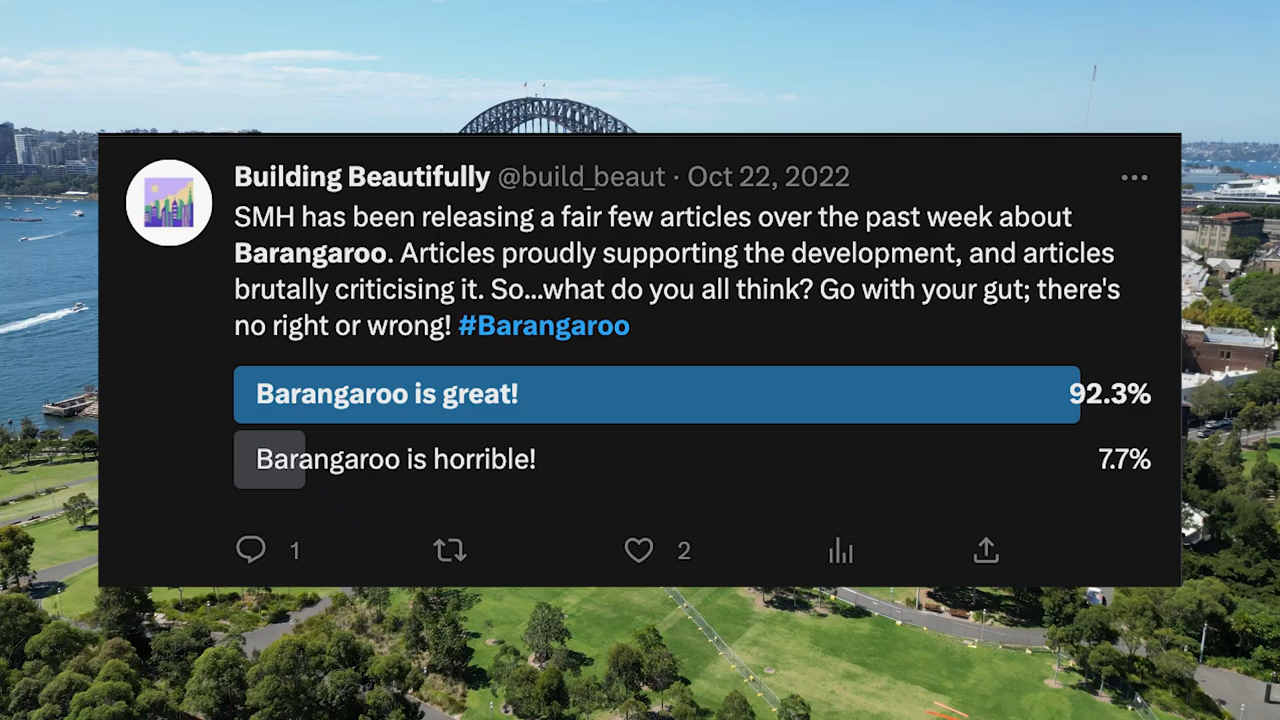 Building Beautifully @build_beaut · Oct 22, 2022
SMH has been releasing a fair few articles over the past week about
Barangaroo. Articles proudly supporting the development, and articles
brutally criticising it. So...what do you all think? Go with your gut; there's
no right or wrong! #Barangaroo
Barangaroo is great! 92.3%
Barangaroo is horrible! 7.7%
1 2